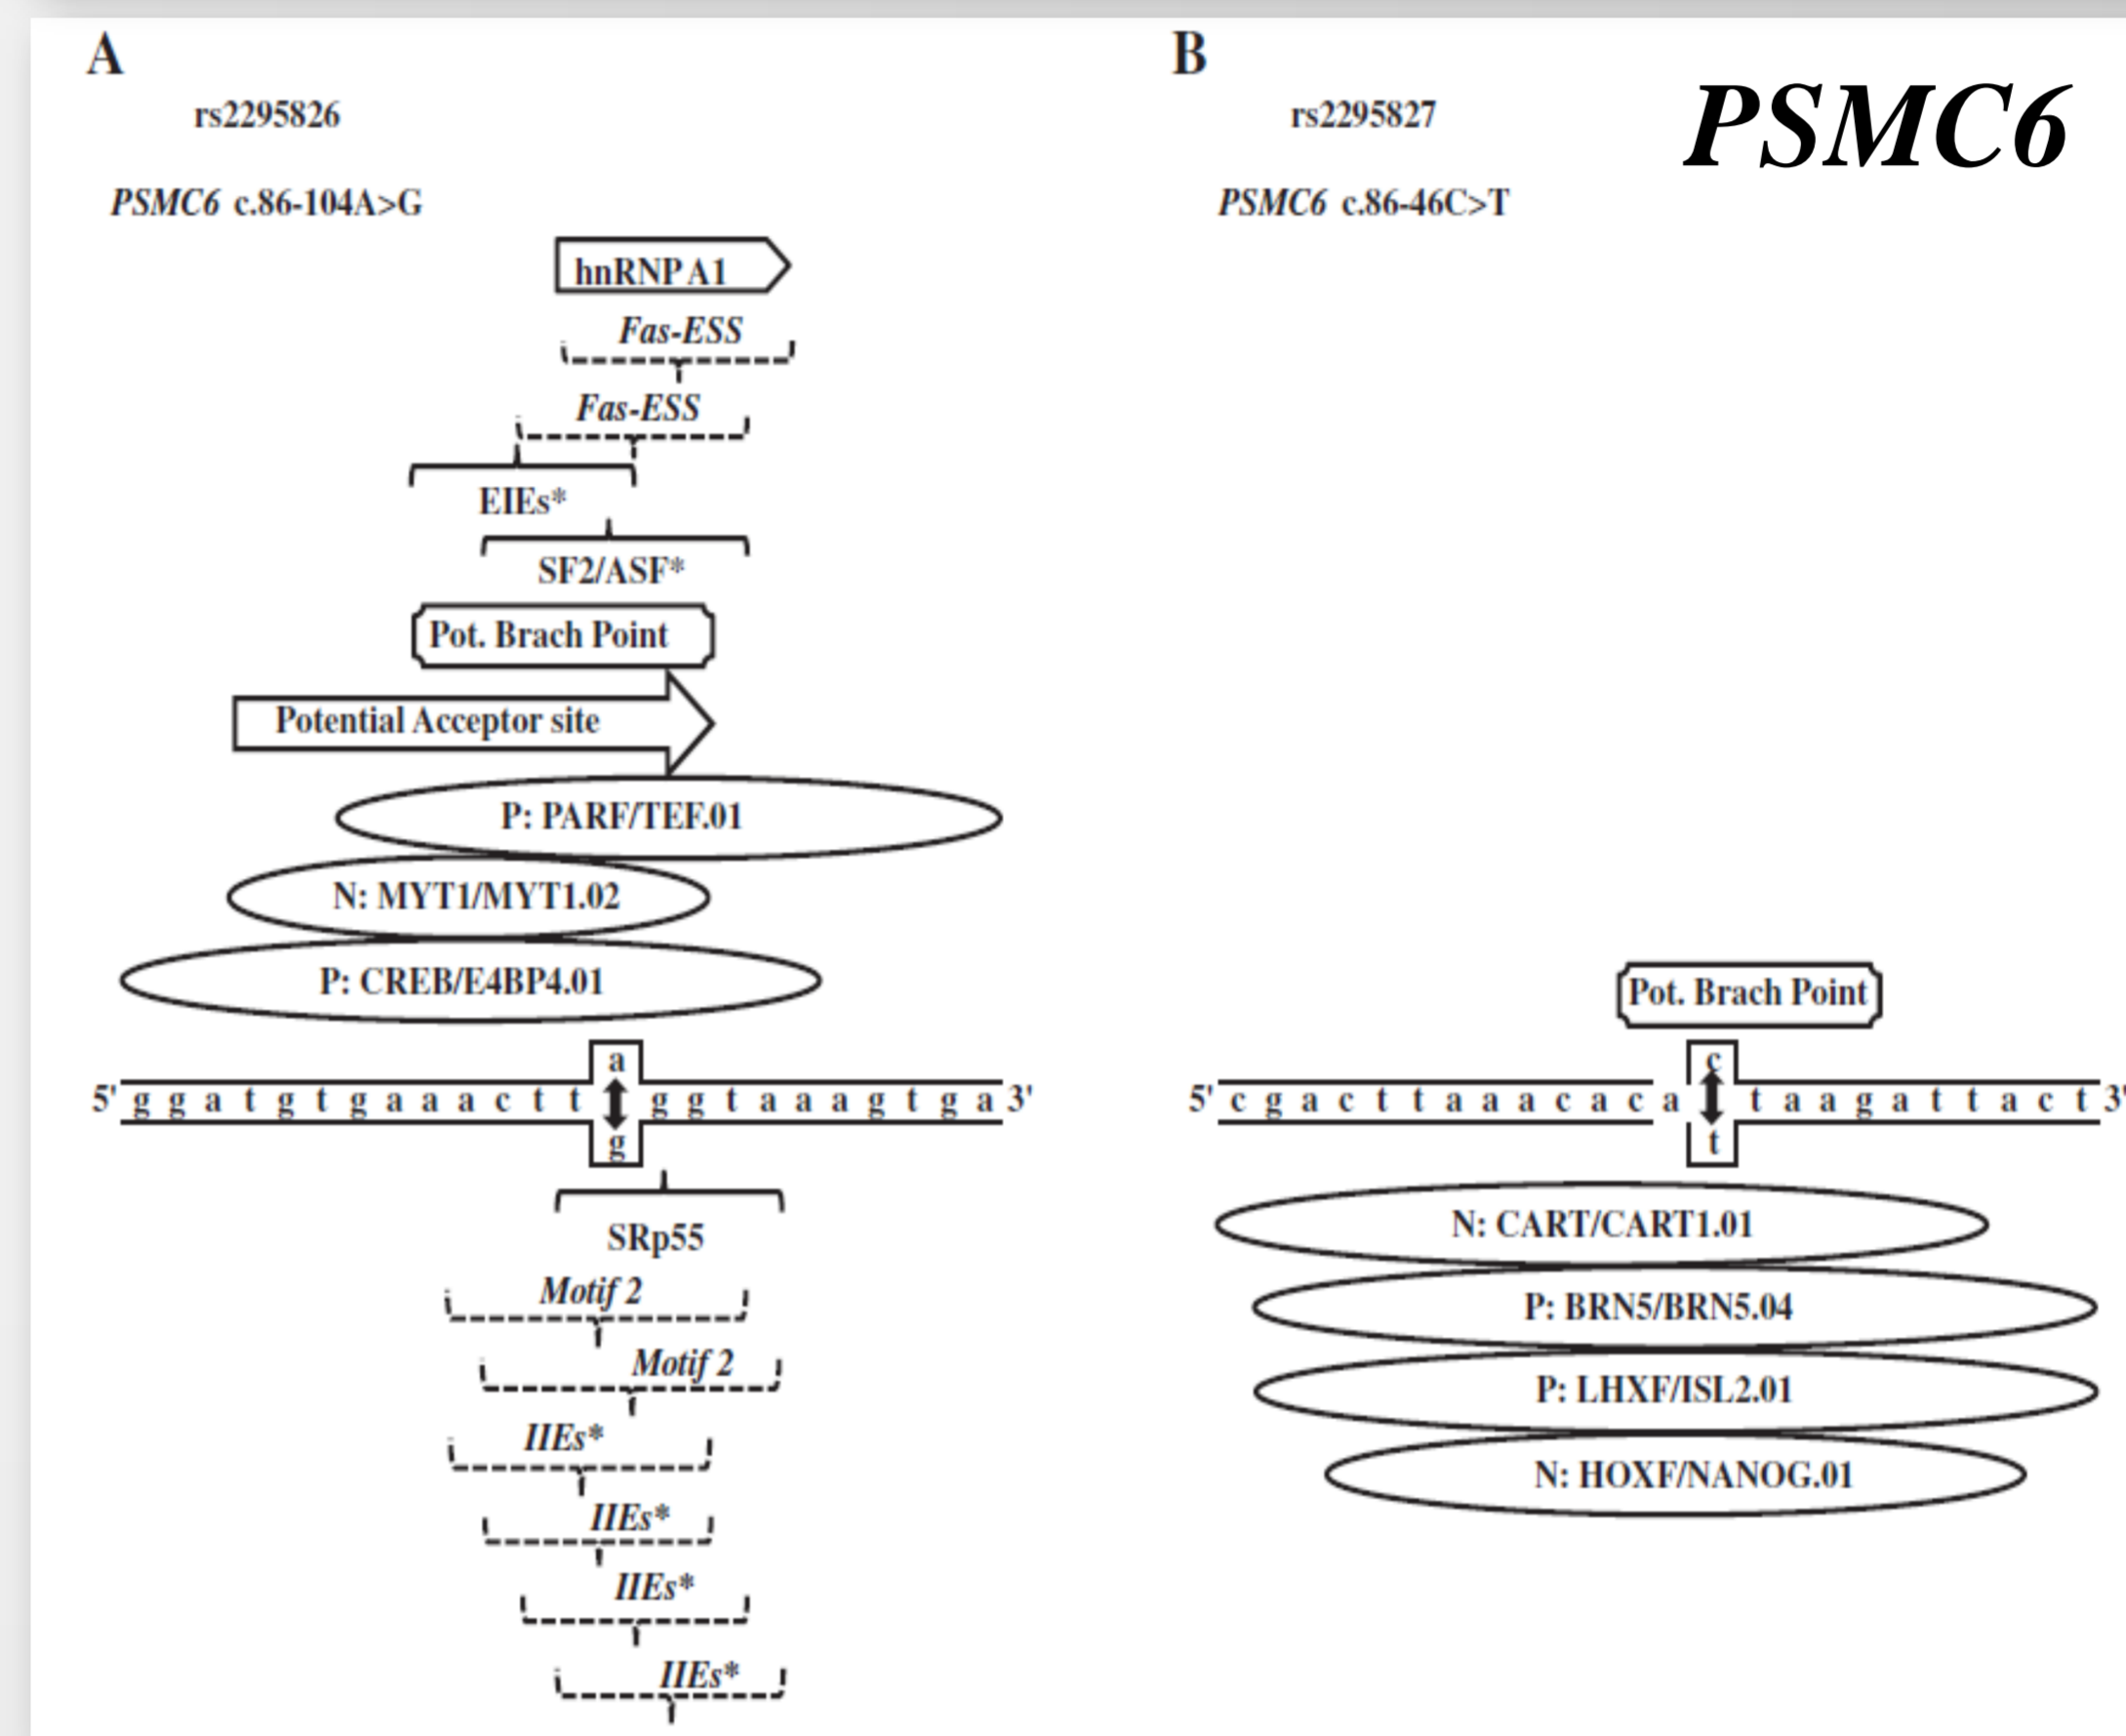 A
rs2295826
PSMC6 c.86-104A>G
hnRNP A1
Fas-ESS
Fas-ESS
EIEs*
SF2/ASF*
Pot. Brach Point
Potential Acceptor site
P: PARF/TEF.01
N: MYT1/MYT1.02
P: CREB/E4BP4.01
a
5' g g a t g t g a a a c t t g g t a a a g t g a 3'
g
SRp55
Motif 2
Motif 2
IIEs*
IIEs*
IIEs*
IIEs*
B
PSMC6
rs2295827
PSMC6 c.86-46C>T
Pot. Brach Point
c
5' c g a c t t a a a c a c a t a a g a t t a c t 3'
t
N: CART/CART1.01
P: BRN5/BRN5.04
P: LHXF/ISL2.01
N: HOXF/NANOG.01